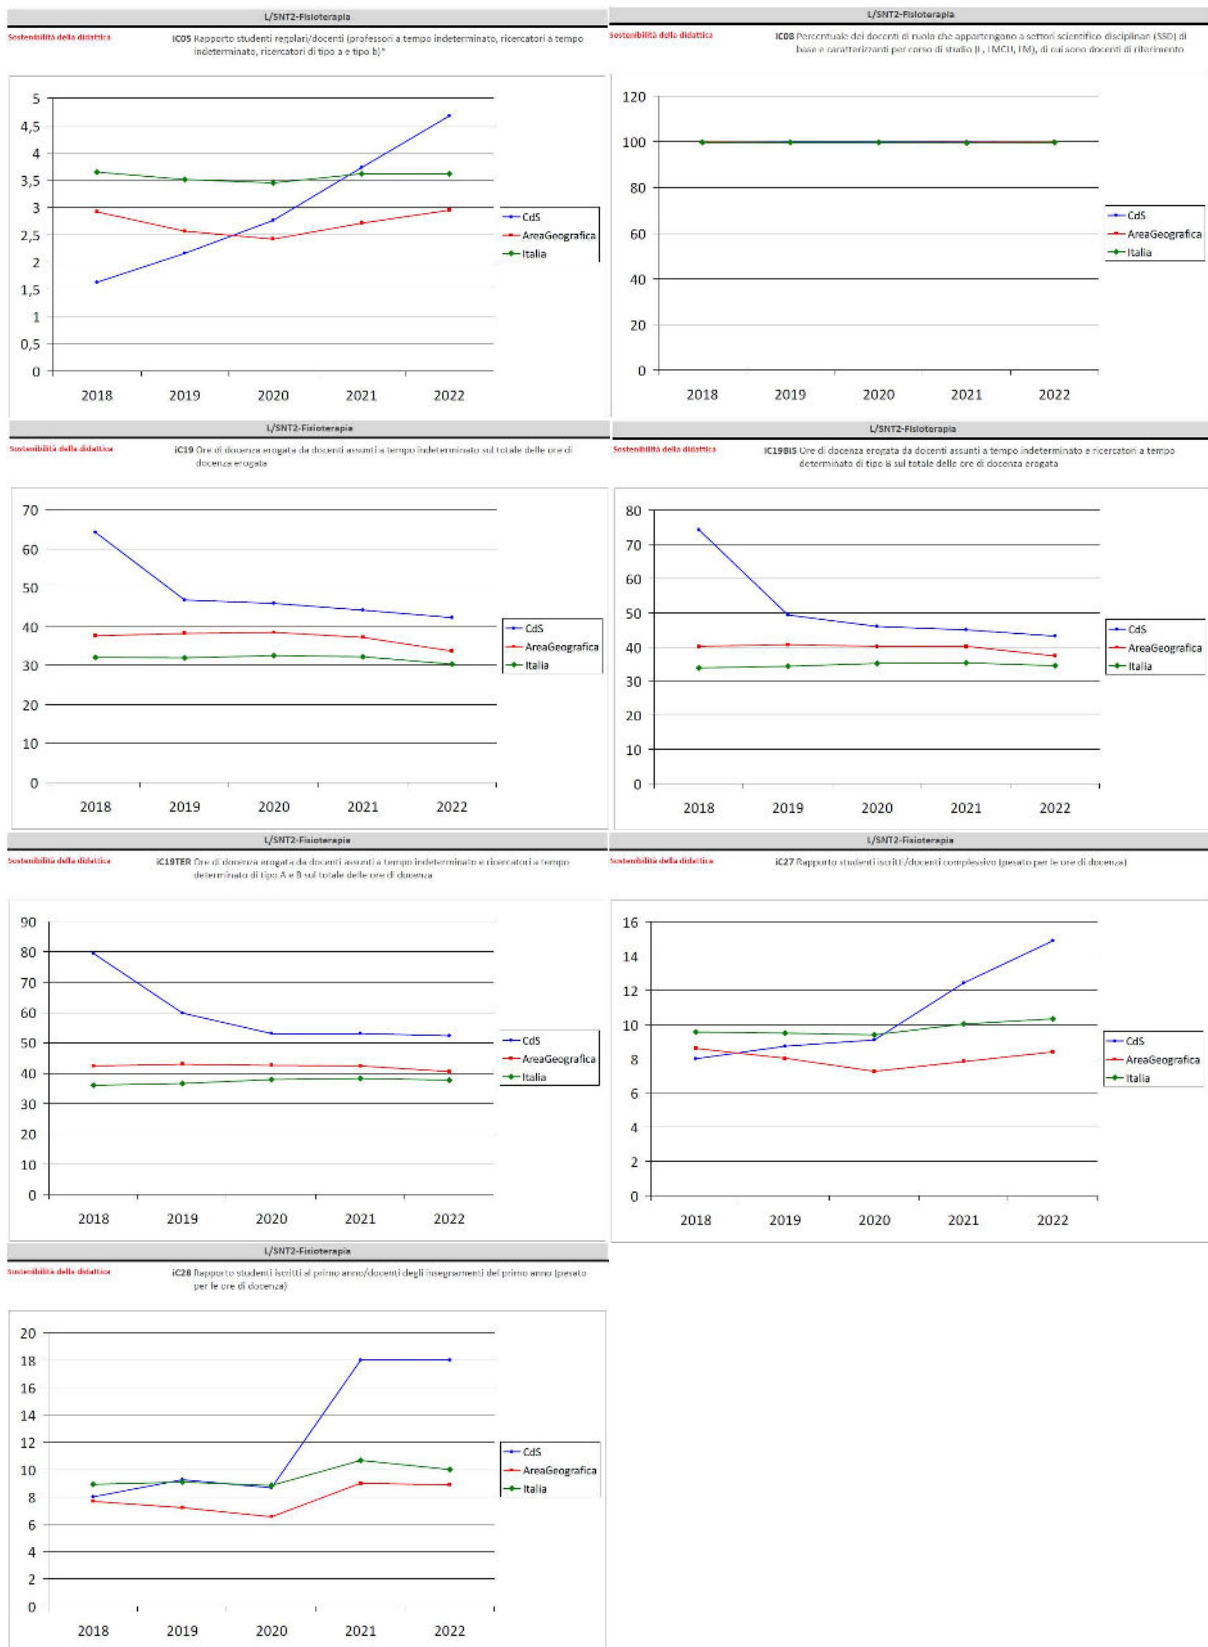 L/SNT2-Fisioterapia
Sostenibilità della didattica
iC05 Rapporto studenti regolari/docenti (professori a tempo indeterminato, ricercatori a tempo
indeterminato, ricercatori di tipo a e tipo b)*
5
4,5
4
3,5
3
2,5
2
1,5
1
0,5
0
2018 2019 2020 2021 2022
CdS
AreaGeografica
Italia
L/SNT2-Fisioterapia
Sostenibilità della didattica
iC08 Percentuale dei docenti di ruolo che appartengono a settori scientifico disciplinari (SSD) di
base e caratterizzanti per corso di studio (L, LMCU, LM), di cui sono docenti di riferimento
120
100
80
60
40
20
0
2018 2019 2020 2021 2022
CdS
AreaGeografica
Italia
L/SNT2-Fisioterapia
Sostenibilità della didattica
iC19 Ore di docenza erogata da docenti assunti a tempo indeterminato sul totale delle ore di
docenza erogata
70
60
50
40
30
20
10
0
2018 2019 2020 2021 2022
CdS
AreaGeografica
Italia
L/SNT2-Fisioterapia
Sostenibilità della didattica
iC19BIS Ore di docenza erogata da docenti assunti a tempo indeterminato e ricercatori a tempo
determinato di tipo B sul totale delle ore di docenza erogata
80
70
60
50
40
30
20
10
0
2018 2019 2020 2021 2022
CdS
AreaGeografica
Italia
L/SNT2-Fisioterapia
Sostenibilità della didattica
iC19TER Ore di docenza erogata da docenti assunti a tempo indeterminato e ricercatori a tempo
determinato di tipo A e B sul totale delle ore di docenza
90
80
70
60
50
40
30
20
10
0
2018 2019 2020 2021 2022
CdS
AreaGeografica
Italia
L/SNT2-Fisioterapia
Sostenibilità della didattica
iC27 Rapporto studenti iscritti/docenti complessivo (pesato per le ore di docenza)
16
14
12
10
8
6
4
2
0
2018 2019 2020 2021 2022
CdS
AreaGeografica
Italia
L/SNT2-Fisioterapia
Sostenibilità della didattica
iC28 Rapporto studenti iscritti al primo anno/docenti degli insegnamenti del primo anno (pesato
per le ore di docenza)
20
18
16
14
12
10
8
6
4
2
0
2018 2019 2020 2021 2022
CdS
AreaGeografica
Italia